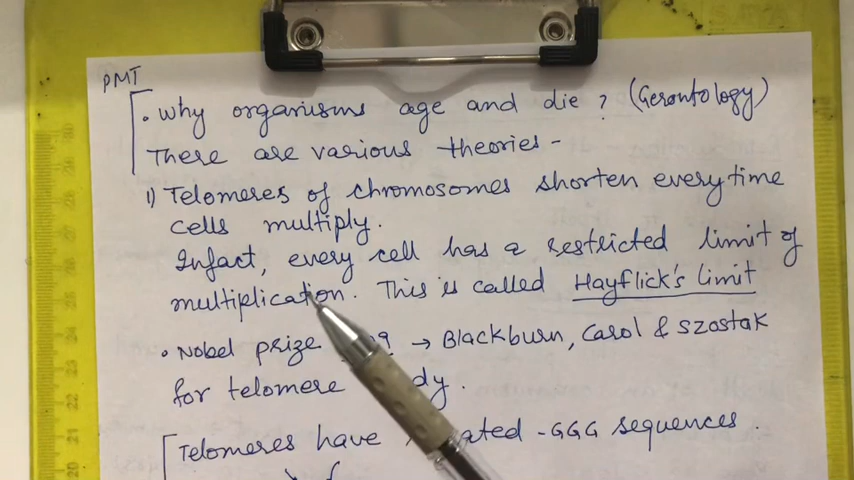 PMT
• Why organisms age and die ? (Gerontology)
There are various theories -
1) Telomeres of chromosomes shorten everytime
cells multiply.
Infact, every cell has a restricted limit of
multiplication. This is called Hayflick's limit
• Nobel prize → Blackburn, Carol & Szostak
for telomere
Telomeres have -GGG sequences.